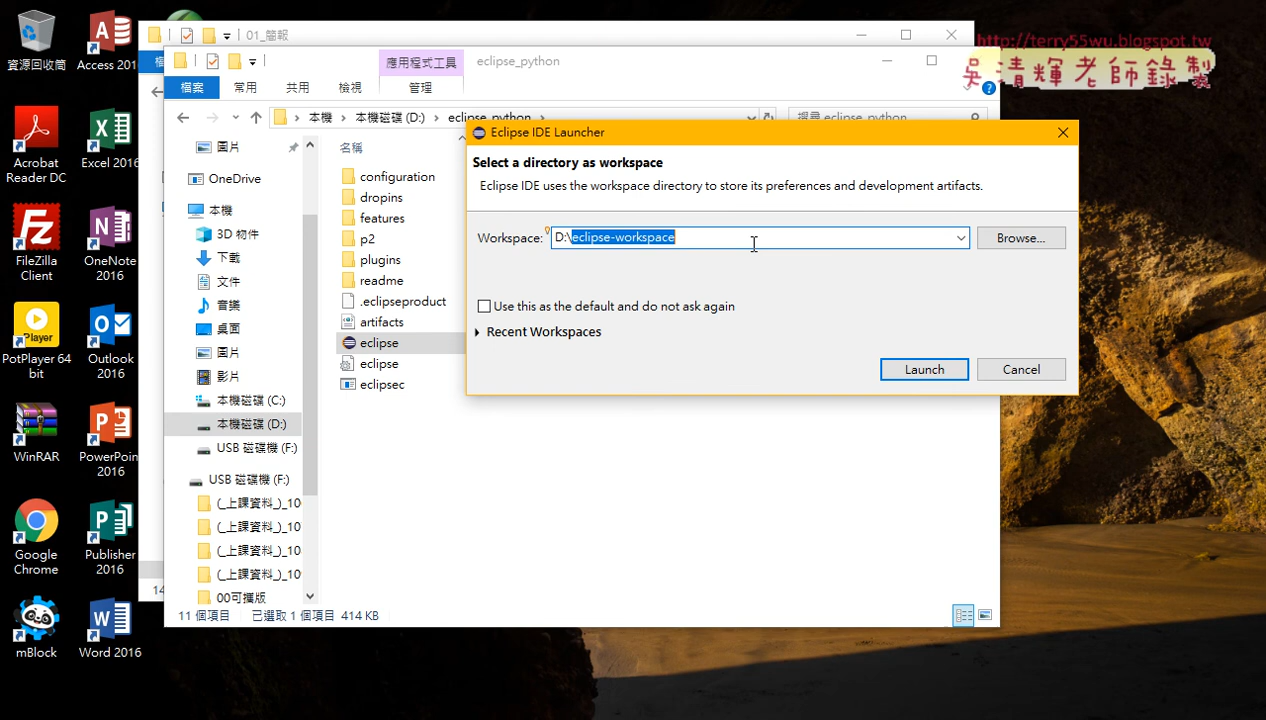 資源回收筒
Access 201
Acrobat
Reader DC
Excel 2016
FileZilla
Client
OneNote
2016
PotPlayer 64
bit
Outlook
2016
WinRAR
PowerPoin
2016
Google
Chrome
Publisher
2016
mBlock
Word 2016
01_簡報
http://terry55wu.blogspot.tw
吳清輝老師錄製
應用程式工具
eclipse_python
檔案
常用
共用
檢視
管理
本機
本機磁碟 (D:)
eclipse_python
搜尋 eclipse_python
圖片
OneDrive
本機
3D 物件
下載
文件
音樂
桌面
圖片
影片
本機磁碟 (C:)
本機磁碟 (D:)
USB 磁碟機 (F:)
USB 磁碟機 (F:)
(_上課資料_)_10
(_上課資料_)_10
(_上課資料_)_10
(_上課資料_)_10
00可攜版
名稱
configuration
dropins
features
p2
plugins
readme
.eclipseproduct
artifacts
eclipse
eclipse
eclipsec
11 個項目
已選取 1 個項目 414 KB
14
Eclipse IDE Launcher
Select a directory as workspace
Eclipse IDE uses the workspace directory to store its preferences and development artifacts.
Workspace:
D:\eclipse-workspace
Browse...
Use this as the default and do not ask again
Recent Workspaces
Launch
Cancel